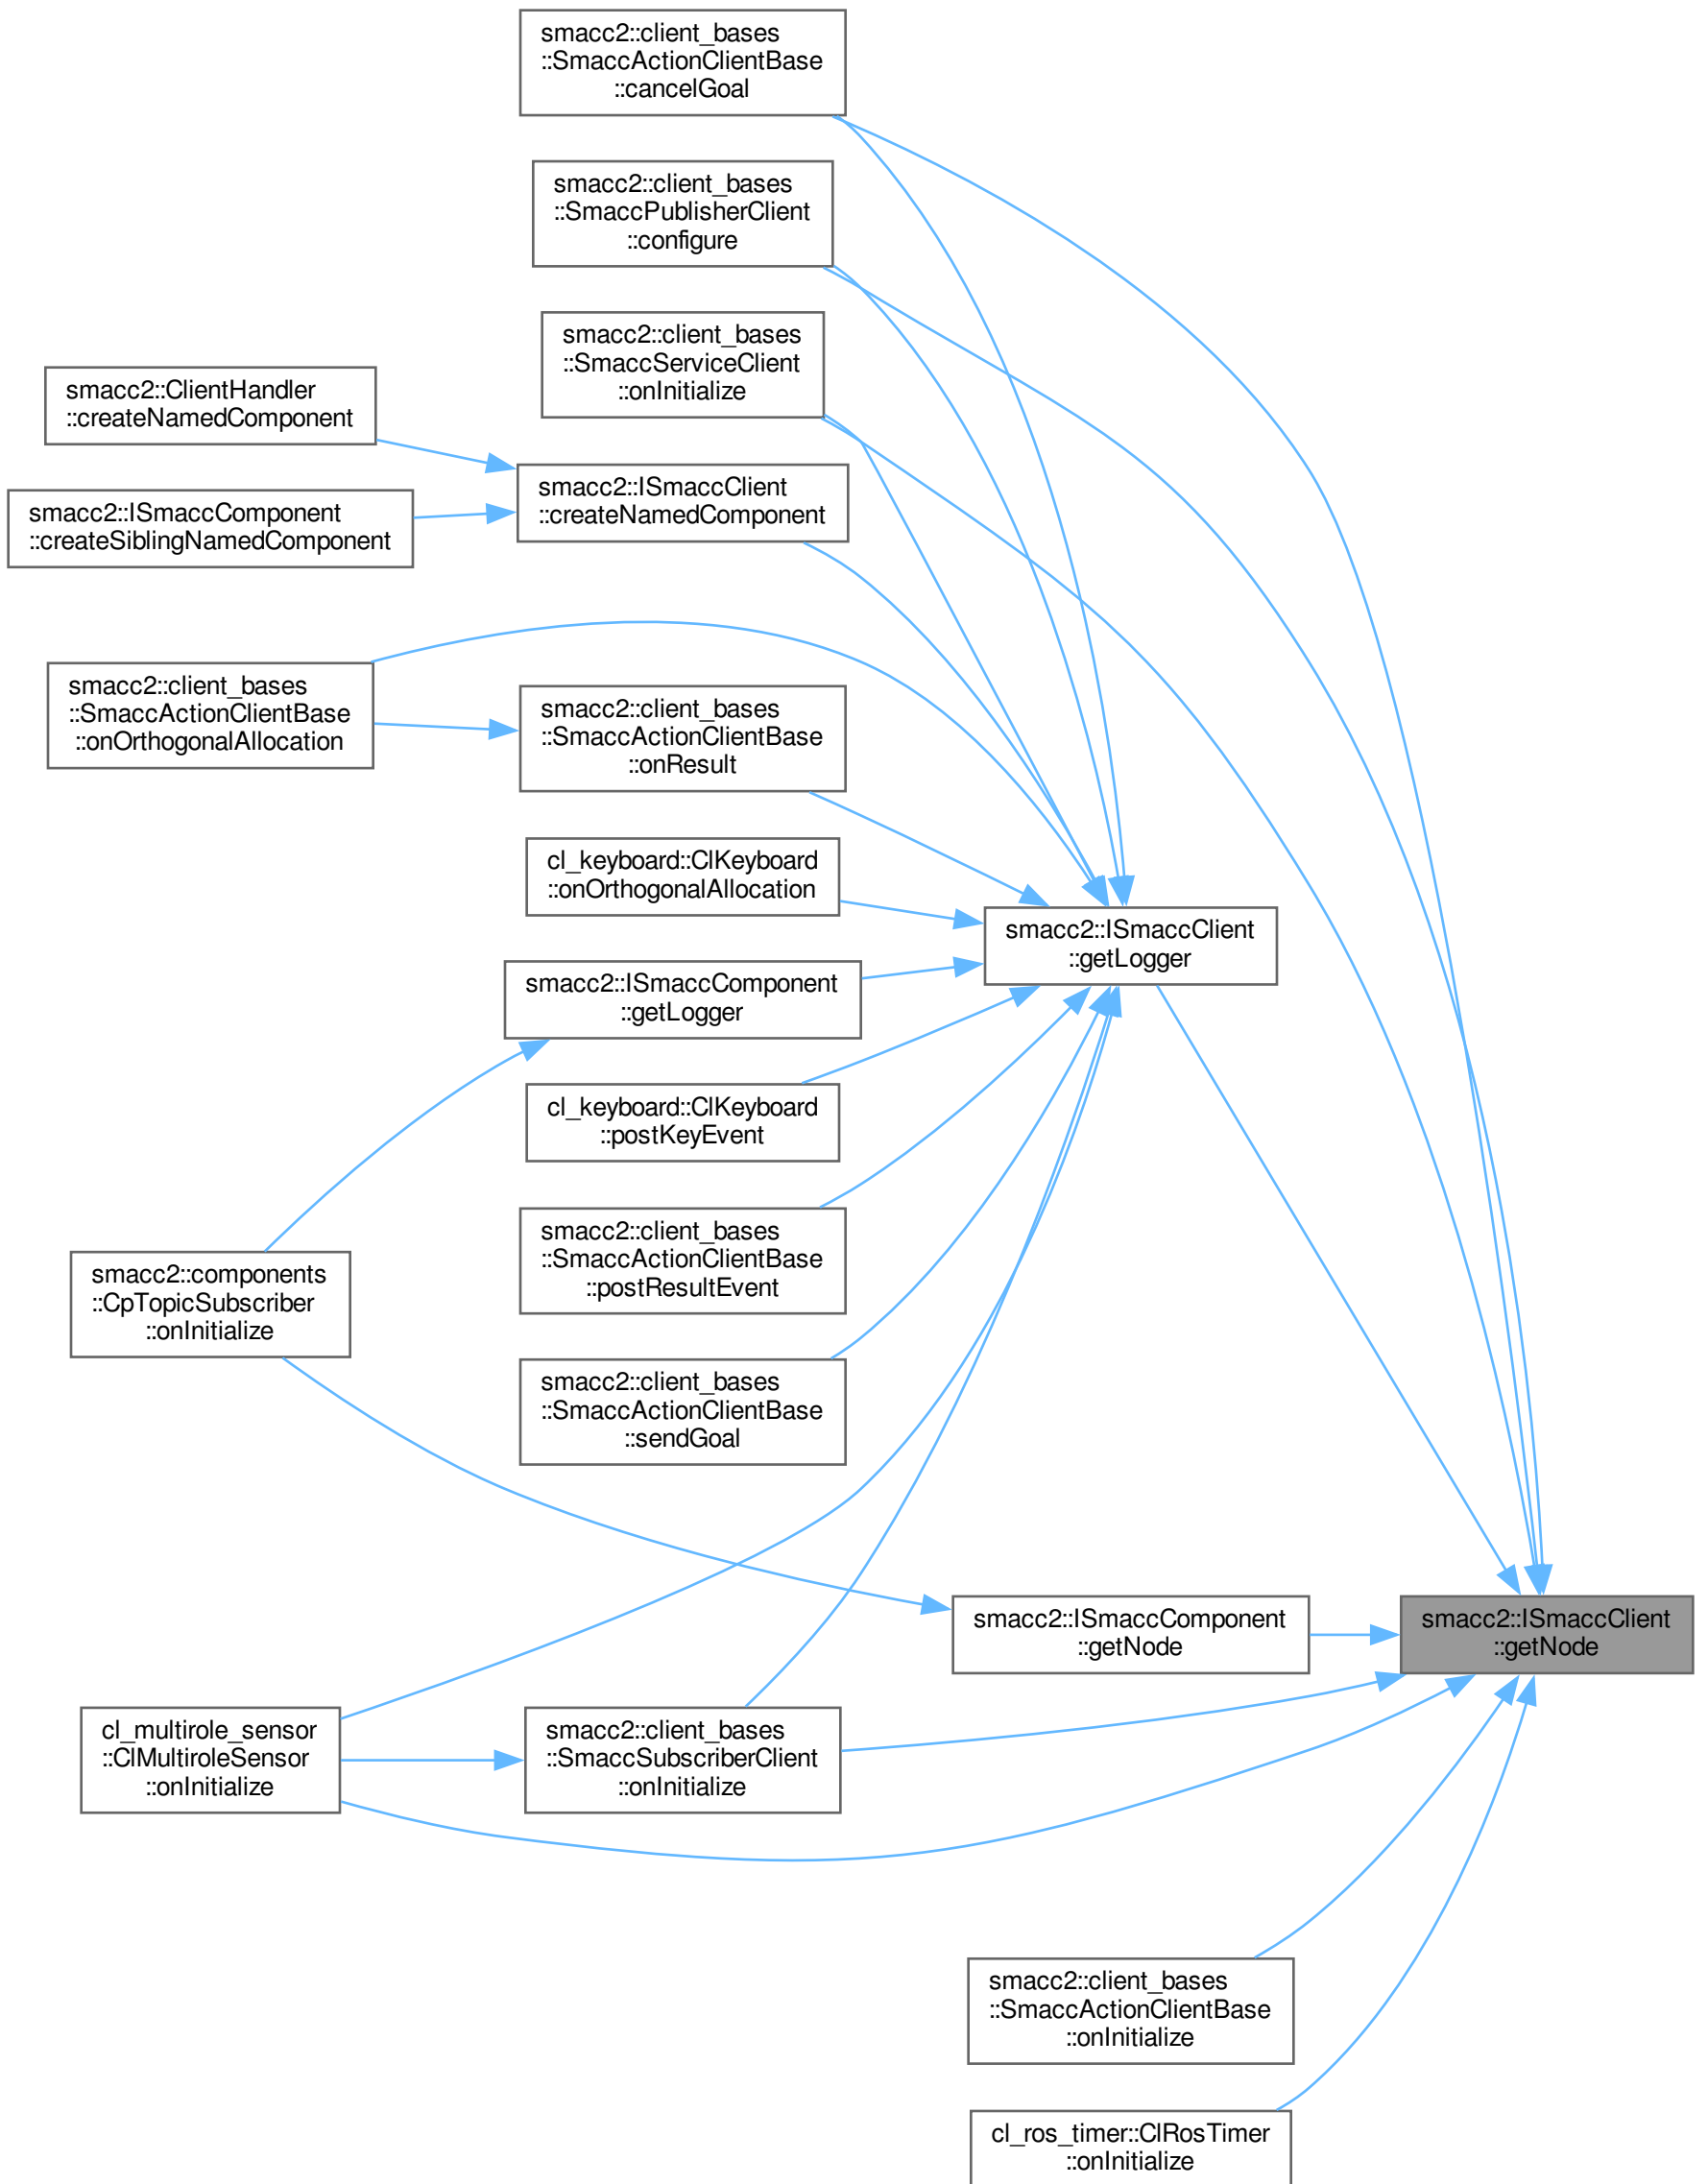 smacc2::client_bases
::SmaccActionClientBase
::cancelGoal
smacc2::client_bases
::SmaccPublisherClient
::configure
smacc2::client_bases
::SmaccServiceClient
::onInitialize
smacc2::ClientHandler
::createNamedComponent
smacc2::ISmaccClient
::createNamedComponent
smacc2::ISmaccComponent
::createSiblingNamedComponent
smacc2::client_bases
::SmaccActionClientBase
::onOrthogonalAllocation
smacc2::client_bases
::SmaccActionClientBase
::onResult
cl_keyboard::ClKeyboard
::onOrthogonalAllocation
smacc2::ISmaccClient
::getLogger
smacc2::ISmaccComponent
::getLogger
cl_keyboard::ClKeyboard
::postKeyEvent
smacc2::client_bases
::SmaccActionClientBase
::postResultEvent
smacc2::components
::CpTopicSubscriber
::onInitialize
smacc2::client_bases
::SmaccActionClientBase
::sendGoal
smacc2::ISmaccComponent
::getNode
smacc2::ISmaccClient
::getNode
cl_multirole_sensor
::ClMultiroleSensor
::onInitialize
smacc2::client_bases
::SmaccSubscriberClient
::onInitialize
smacc2::client_bases
::SmaccActionClientBase
::onInitialize
cl_ros_timer::ClRosTimer
::onInitialize